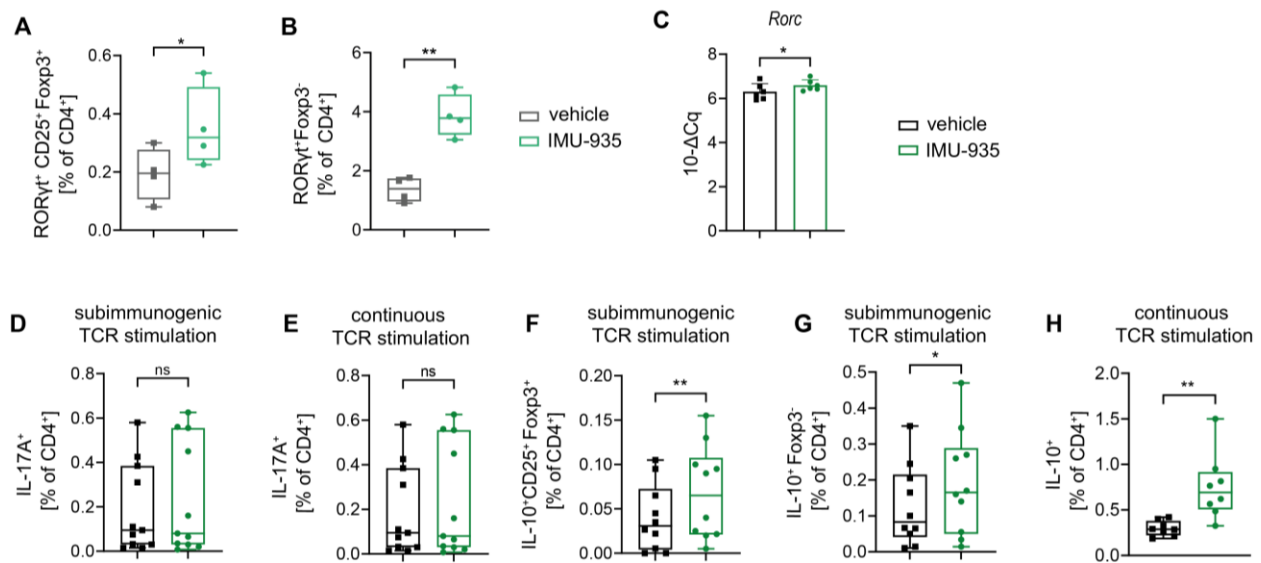 A
RORγt⁺ CD25⁺ Foxp3⁺
[% of CD4⁺]
0.6
0.4
0.2
0.0
*
B
RORγt⁺Foxp3⁻
[% of CD4⁺]
6
4
2
0
**
vehicle
IMU-935
C
Rorc
10-ΔCq
8
6
4
2
0
*
vehicle
IMU-935
D
subimmunogenic
TCR stimulation
IL-17A⁺
[% of CD4⁺]
0.8
0.6
0.4
0.2
0.0
ns
E
continuous
TCR stimulation
IL-17A⁺
[% of CD4⁺]
0.8
0.6
0.4
0.2
0.0
ns
F
subimmunogenic
TCR stimulation
IL-10⁺CD25⁺ Foxp3⁺
[% of CD4⁺]
0.20
0.15
0.10
0.05
0.00
**
G
subimmunogenic
TCR stimulation
IL-10⁺ Foxp3⁻
[% of CD4⁺]
0.5
0.4
0.3
0.2
0.1
0.0
*
H
continuous
TCR stimulation
IL-10⁺
[% of CD4⁺]
2.0
1.5
1.0
0.5
0.0
**